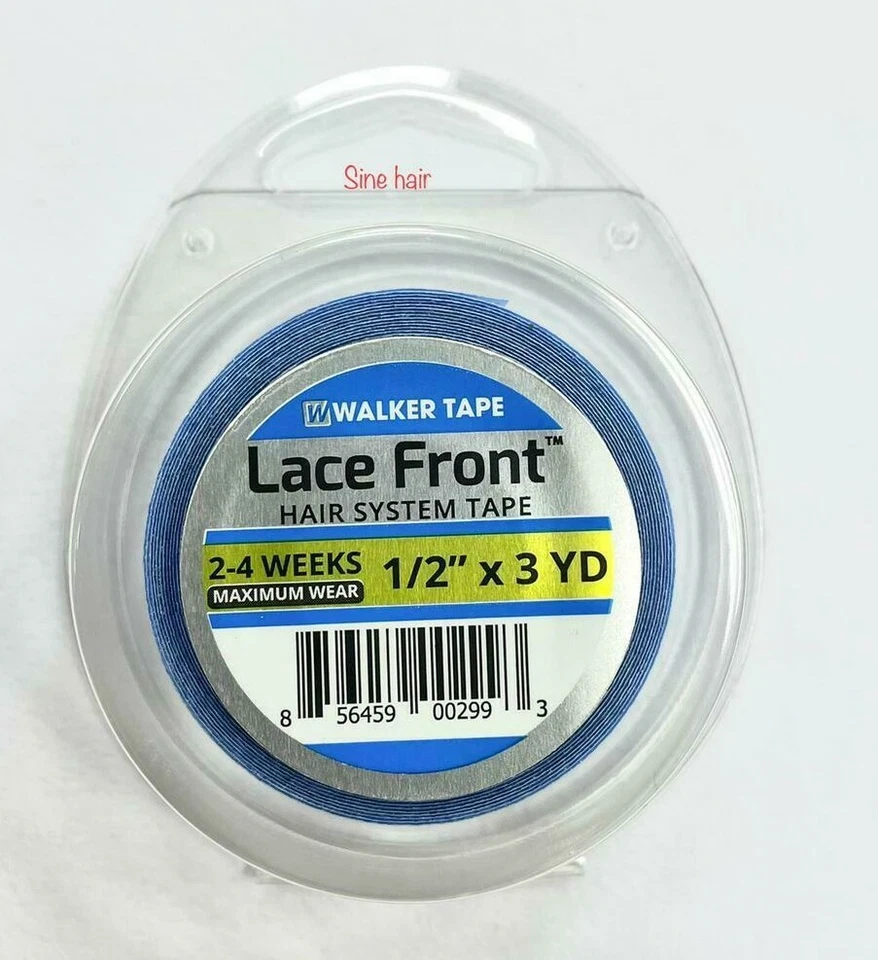 Sine hair
W WALKER TAPE
Lace Front™
HAIR SYSTEM TAPE
2-4 WEEKS
MAXIMUM WEAR
1/2” x 3 YD
8 56459 00299 3